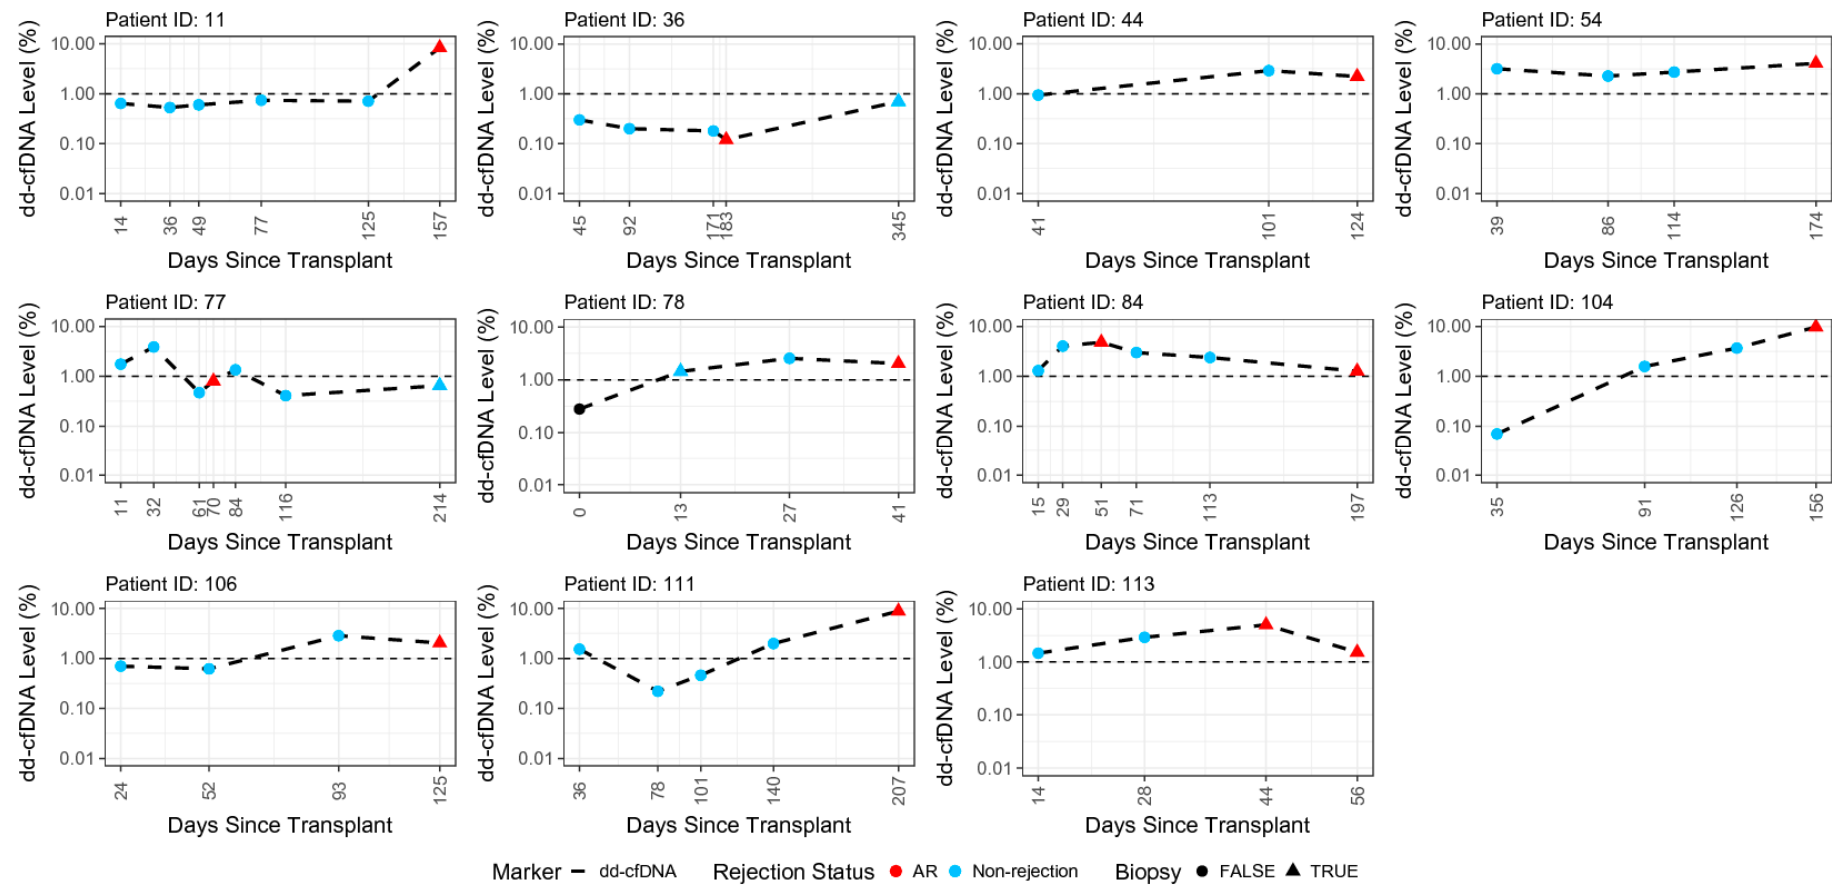 Patient ID: 11
dd-cfDNA Level (%)
10.00
1.00
0.10
0.01
14 36 49 77 125 157
Days Since Transplant
Patient ID: 36
dd-cfDNA Level (%)
10.00
1.00
0.10
0.01
45 92 171 183 345
Days Since Transplant
Patient ID: 44
dd-cfDNA Level (%)
10.00
1.00
0.10
0.01
41 101 124
Days Since Transplant
Patient ID: 54
dd-cfDNA Level (%)
10.00
1.00
0.10
0.01
39 86 114 174
Days Since Transplant
Patient ID: 77
dd-cfDNA Level (%)
10.00
1.00
0.10
0.01
11 32 61 70 84 116 214
Days Since Transplant
Patient ID: 78
dd-cfDNA Level (%)
10.00
1.00
0.10
0.01
0 13 27 41
Days Since Transplant
Patient ID: 84
dd-cfDNA Level (%)
10.00
1.00
0.10
0.01
15 29 51 71 113 197
Days Since Transplant
Patient ID: 104
dd-cfDNA Level (%)
10.00
1.00
0.10
0.01
35 91 126 156
Days Since Transplant
Patient ID: 106
dd-cfDNA Level (%)
10.00
1.00
0.10
0.01
24 52 93 125
Days Since Transplant
Patient ID: 111
dd-cfDNA Level (%)
10.00
1.00
0.10
0.01
36 78 101 140 207
Days Since Transplant
Patient ID: 113
dd-cfDNA Level (%)
10.00
1.00
0.10
0.01
14 28 44 56
Days Since Transplant
Marker dd-cfDNA Rejection Status AR Non-rejection Biopsy FALSE TRUE